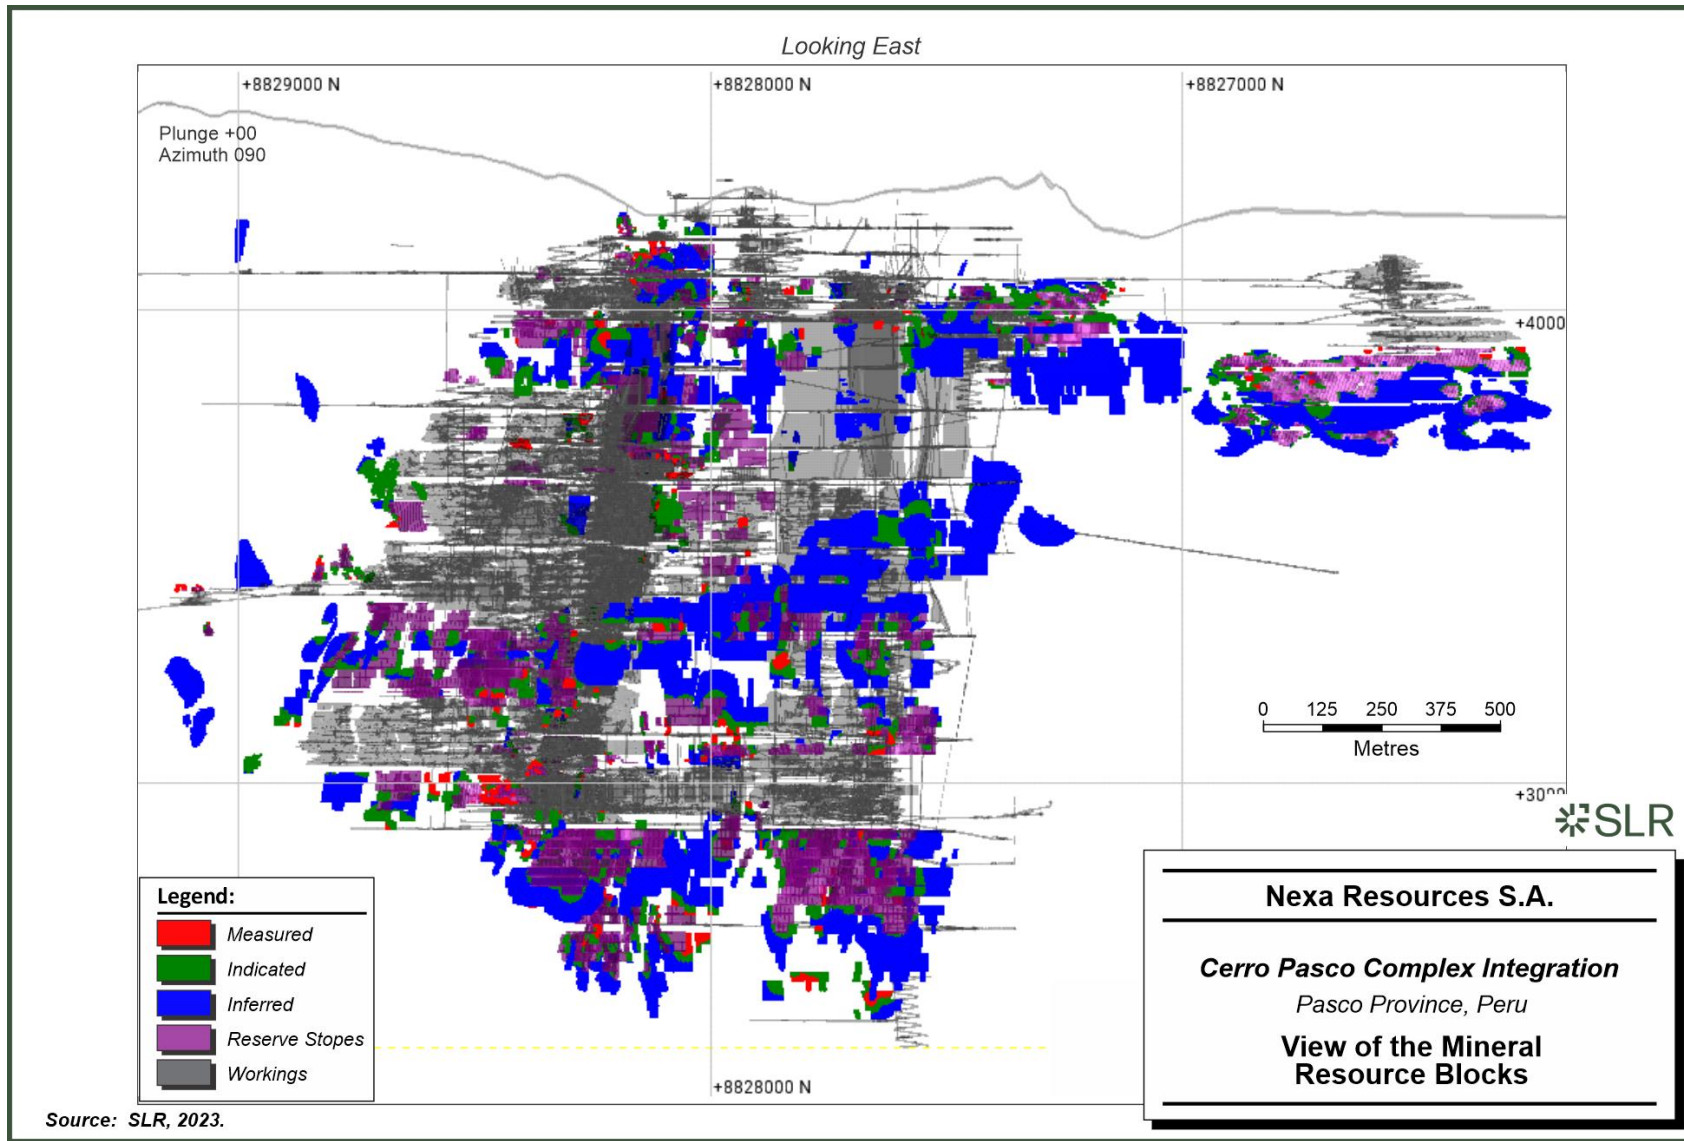 Looking East
+8829000 N
+8828000 N
+8827000 N
Plunge +00
Azimuth 090
+4000
0 125 250 375 500
Metres
SLR
Legend:
Measured
Indicated
Inferred
Reserve Stopes
Workings
Nexa Resources S.A.
Cerro Pasco Complex Integration
Pasco Province, Peru
View of the Mineral
Resource Blocks
+8828000 N
Source: SLR, 2023.